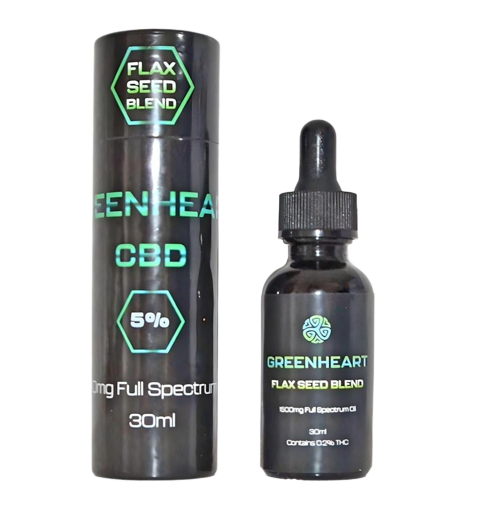 FLAX
SEED
BLEND
EENHEA
CBD
5%
0mg Full Spectrum
30ml
GREENHEART
FLAX SEED BLEND
1500mg Full Spectrum Oil
30ml
Contains 0.2% THC